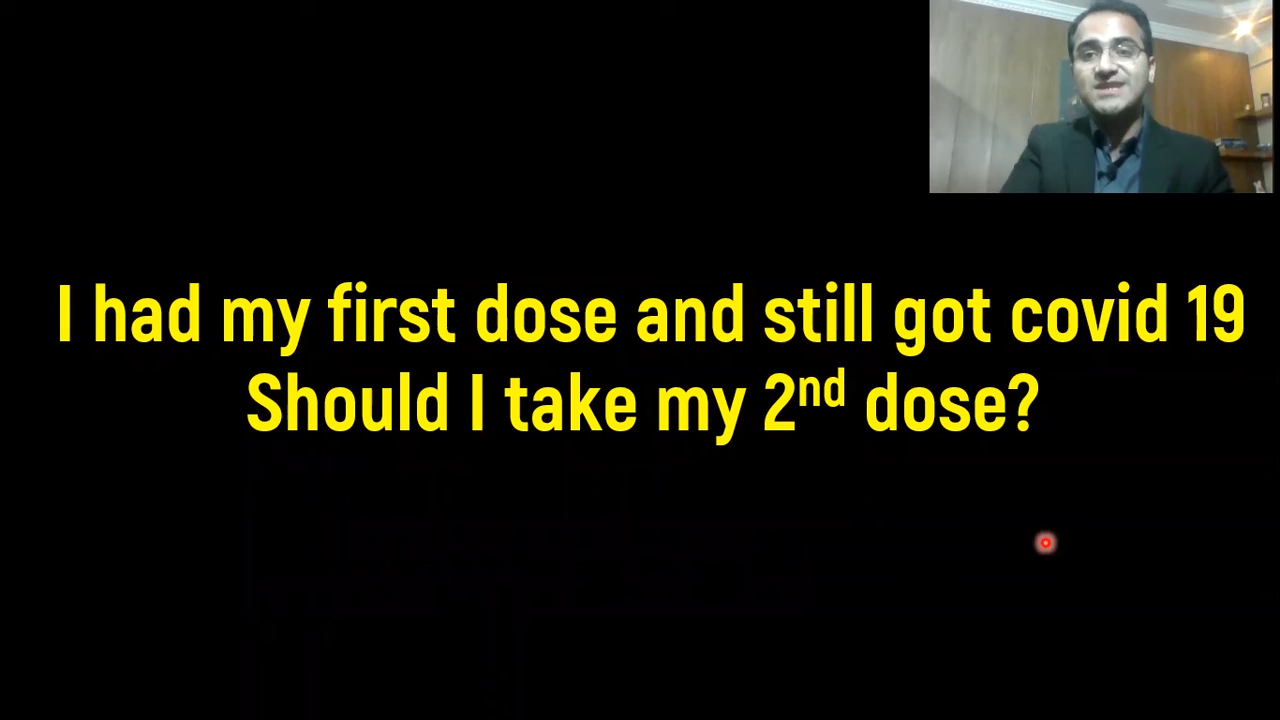 I had my first dose and still got covid 19
Should I take my 2nd dose?